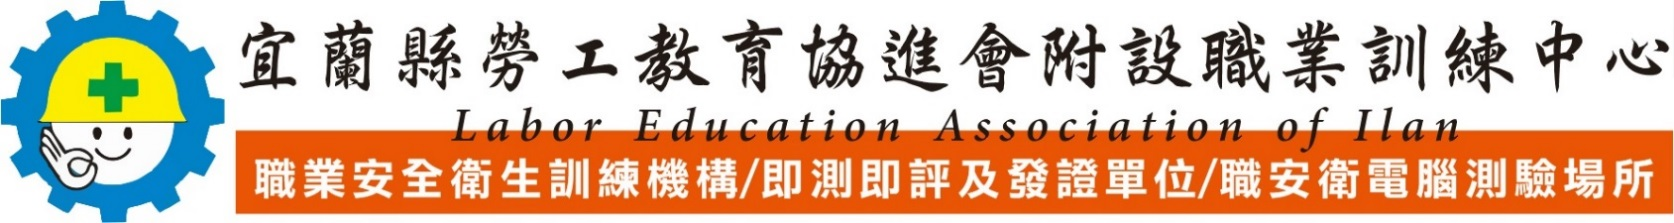 宜蘭縣勞工教育協進會附設職業訓練中心
Labor Education Association of Ilan
職業安全衛生訓練機構/即測即評及發證單位/職安衛電腦測驗場所